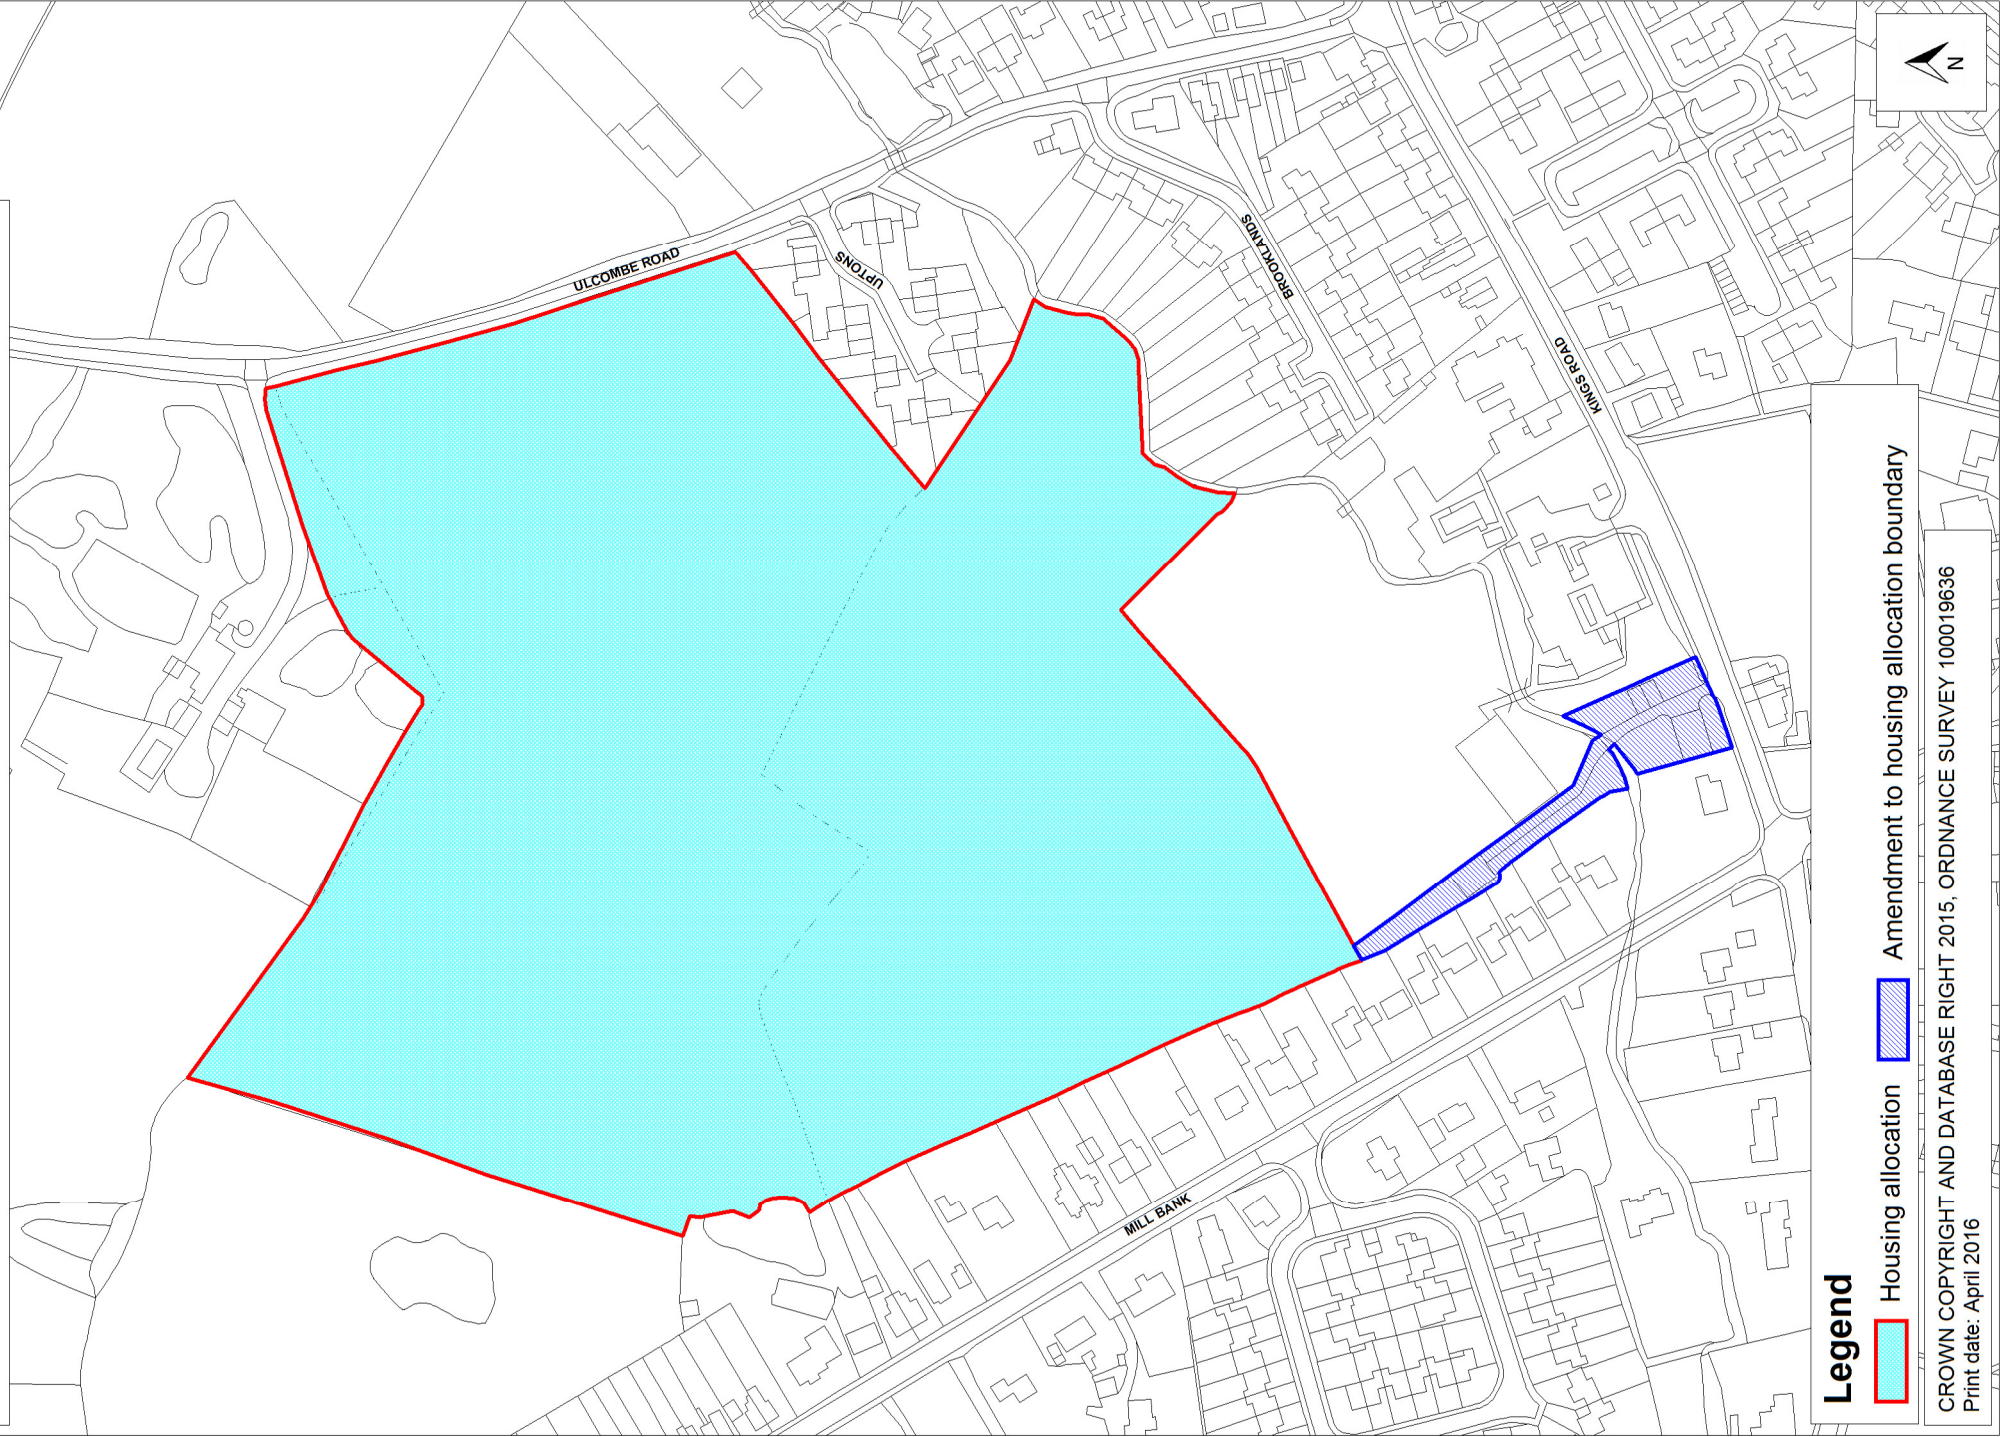 ULCOMBE ROAD
UPTONS
BROOKLANDS
KINGS ROAD
MILL BANK
N
Legend
Housing allocation
Amendment to housing allocation boundary
CROWN COPYRIGHT AND DATABASE RIGHT 2015, ORDNANCE SURVEY 100019636
Print date: April 2016